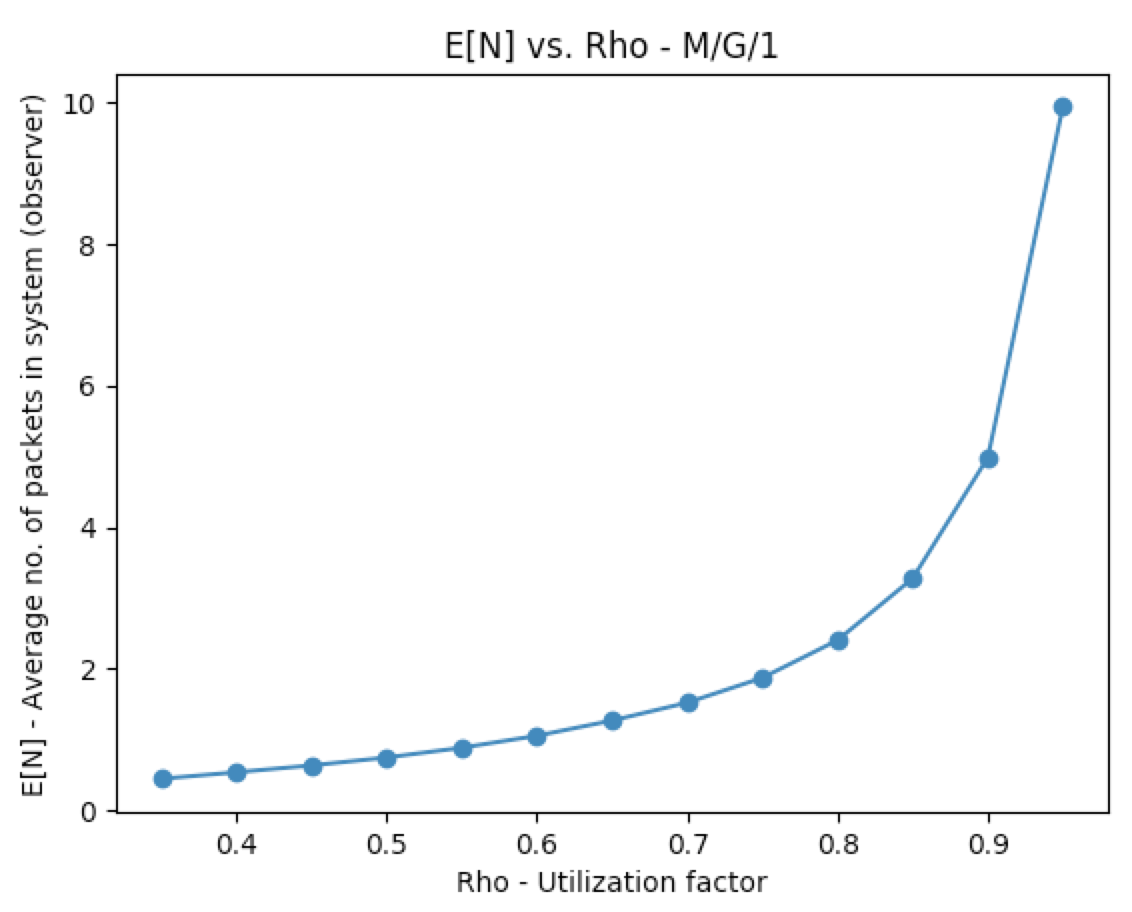 E[N] vs. Rho - M/G/1
E[N] - Average no. of packets in system (observer)
10
8
6
4
2
0
0.4 0.5 0.6 0.7 0.8 0.9
Rho - Utilization factor